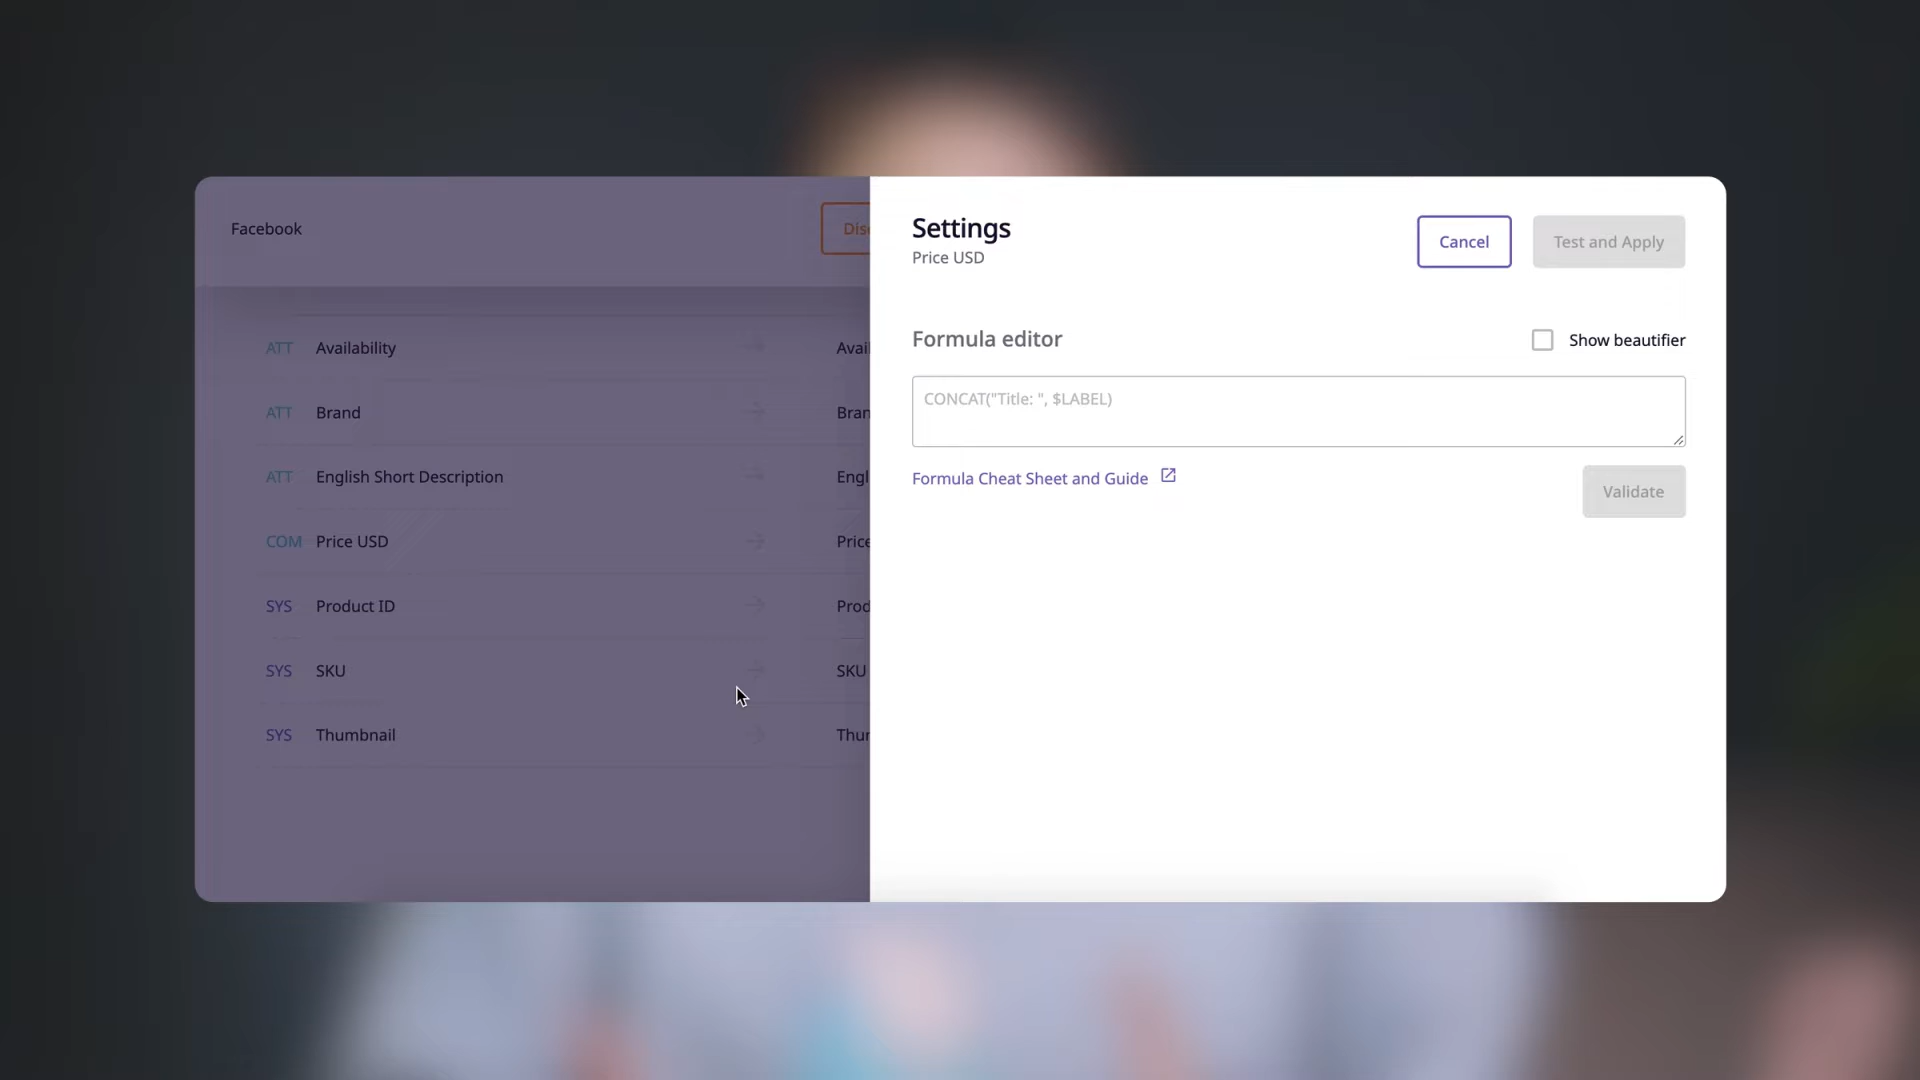 Facebook
Settings
Price USD
Cancel
Test and Apply
Formula editor
Show beautifier
CONCAT("Title: ", $LABEL)
Formula Cheat Sheet and Guide
Validate
ATT Availability
ATT Brand
ATT English Short Description
COM Price USD
Price
SYS Product ID
SYS SKU
SKU
SYS Thumbnail